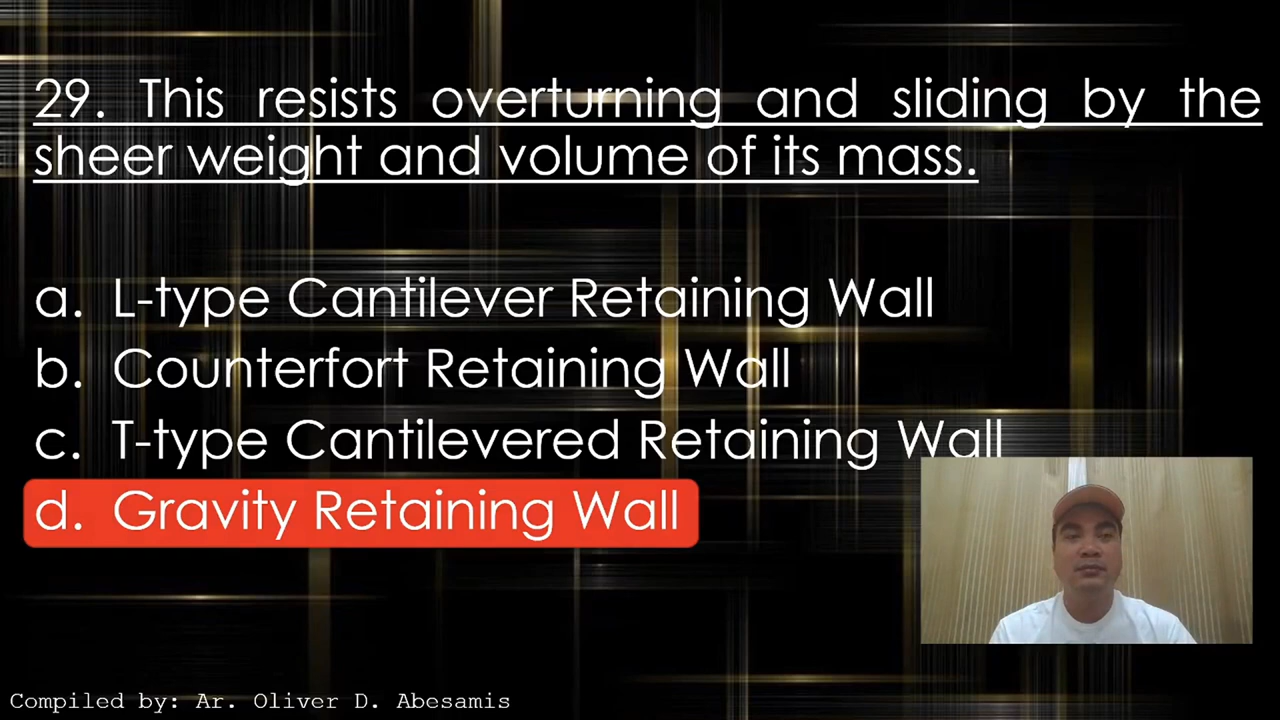 29. This resists overturning and sliding by the
sheer weight and volume of its mass.
a. L-type Cantilever Retaining Wall
b. Counterfort Retaining Wall
c. T-type Cantilevered Retaining Wall
d. Gravity Retaining Wall
Compiled by: Ar. Oliver D. Abesamis